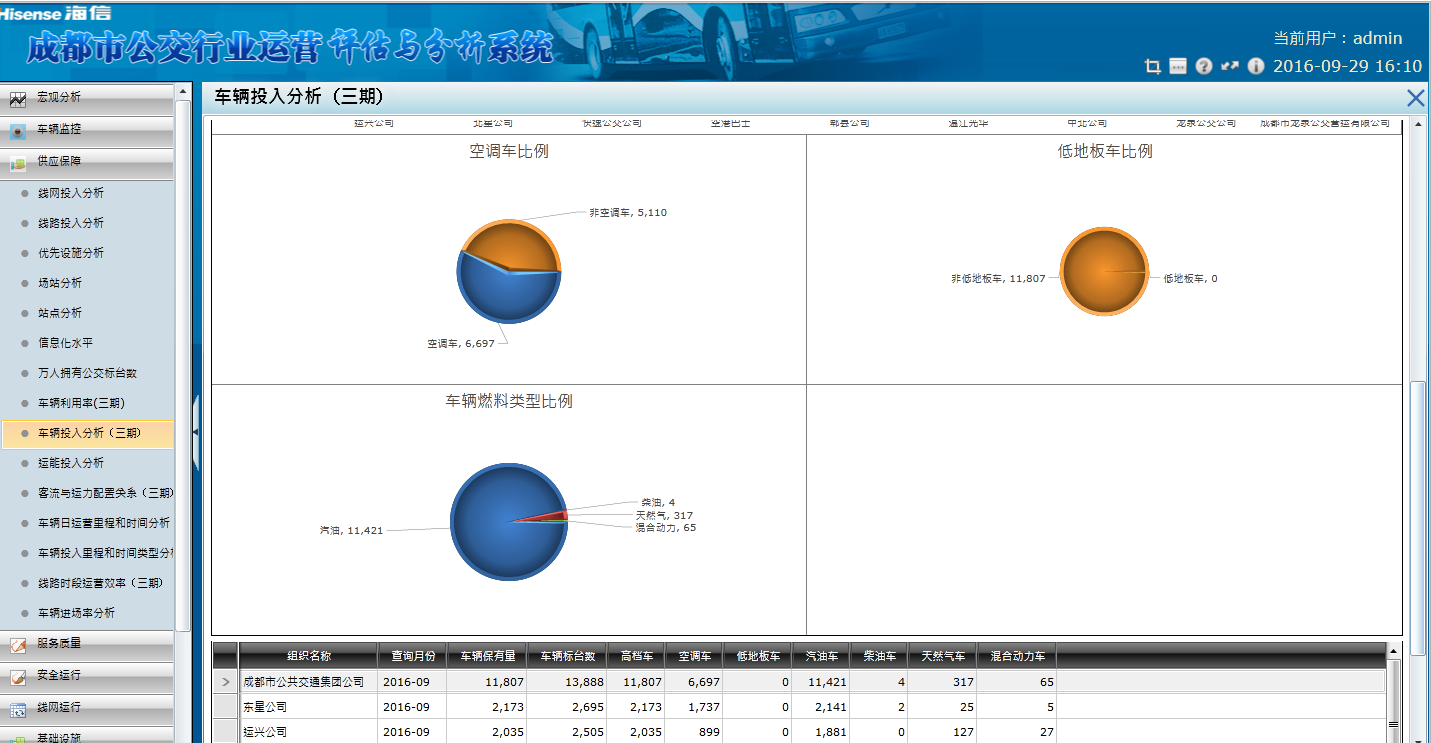 Hisense 海信
成都市公交行业运营评估与分析系统
当前用户：admin
2016-09-29 16:10
宏观分析
车辆监控
供应保障
线网投入分析
线路投入分析
优先设施分析
场站分析
站点分析
信息化水平
万人拥有公交标台数
车辆利用率(三期)
车辆投入分析（三期）
运能投入分析
客流与运力配置关系（三期）
车辆日运营里程和时间分析
车辆投入里程和时间类型分析
线路时段运营效率（三期）
车辆进场率分析
服务质量
安全运行
线网运行
基础设施
车辆投入分析（三期）
运兴公司 北星公司 快速公交公司 空港巴士 郫县公司 温江光华 中北公司 龙泉公交公司 成都市龙泉公交营运有限公司
空调车比例
非空调车, 5,110
空调车, 6,697
低地板车比例
非低地板车, 11,807
低地板车, 0
车辆燃料类型比例
柴油, 4
天然气, 317
混合动力, 65
汽油, 11,421
组织名称 查询月份 车辆保有量 车辆标台数 高档车 空调车 低地板车 汽油车 柴油车 天然气车 混合动力车
成都市公共交通集团公司 2016-09 11,807 13,888 11,807 6,697 0 11,421 4 317 65
东星公司 2016-09 2,173 2,695 2,173 1,737 0 2,141 2 25 5
运兴公司 2016-09 2,035 2,505 2,035 899 0 1,881 0 127 27